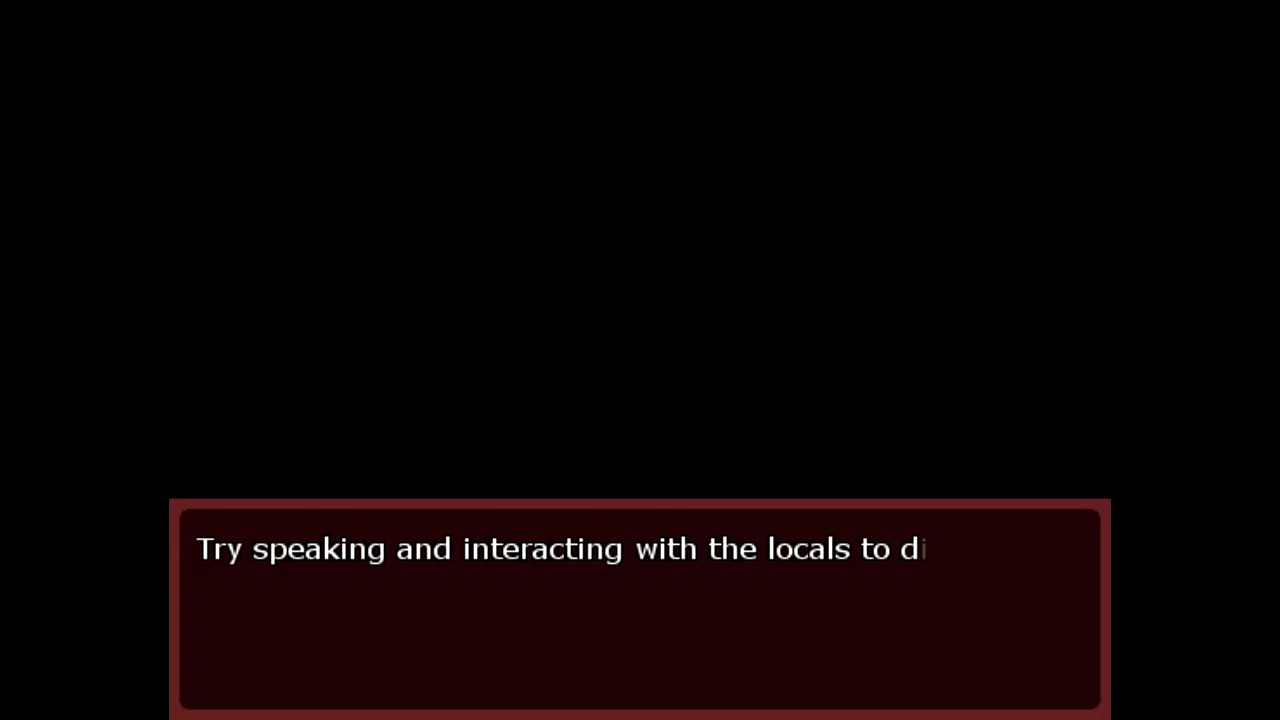 Try speaking and interacting with the locals to di